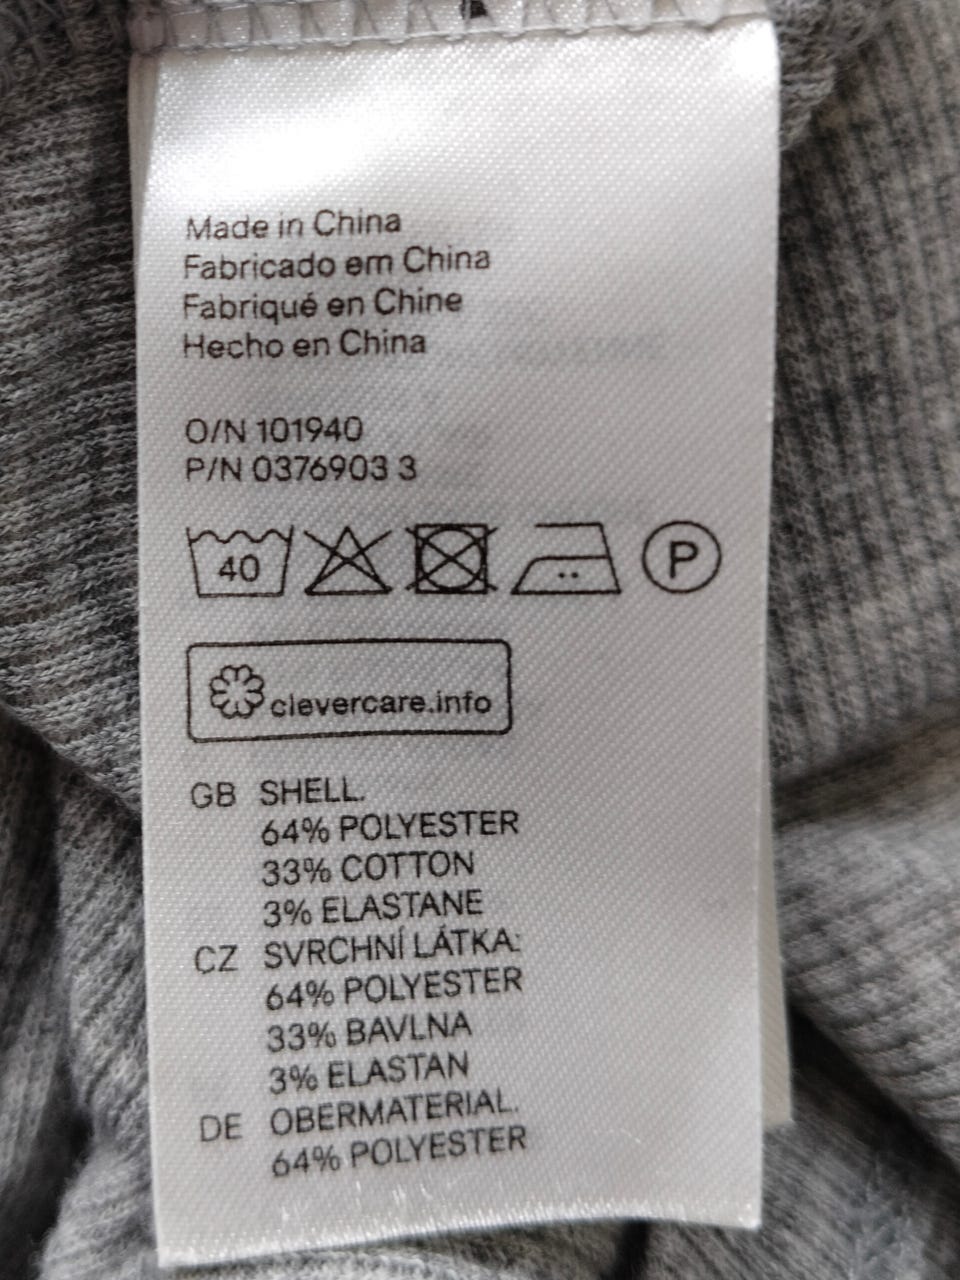 Made in China
Fabricado em China
Fabriqué en Chine
Hecho en China
O/N 101940
P/N 0376903 3
40 P
clevercare.info
GB SHELL.
64% POLYESTER
33% COTTON
3% ELASTANE
CZ SVRCHNÍ LÁTKA:
64% POLYESTER
33% BAVLNA
3% ELASTAN
DE OBERMATERIAL.
64% POLYESTER